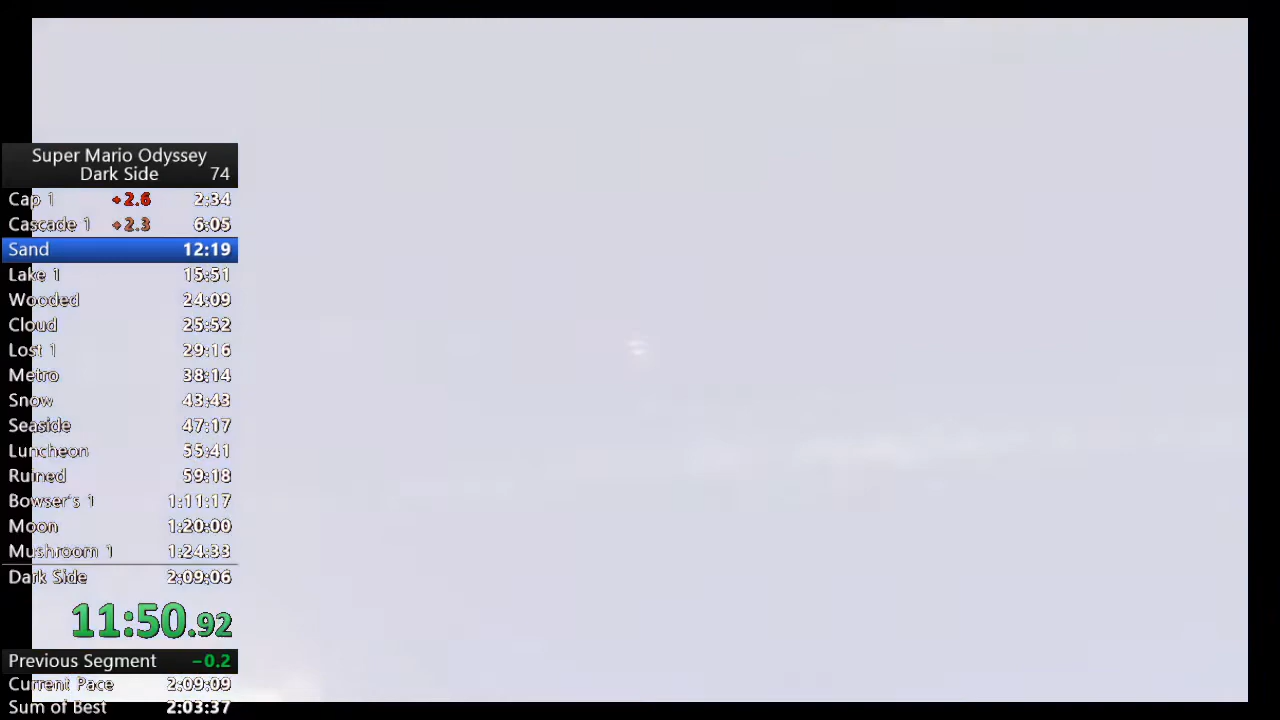 Super Mario Odyssey
Dark Side 74
Cap 1 +2.6 2:34
Cascade 1 +2.3 6:05
Sand 12:19
Lake 1 15:51
Wooded 24:09
Cloud 25:52
Lost 1 29:16
Metro 38:14
Snow 43:43
Seaside 47:17
Luncheon 55:41
Ruined 59:18
Bowser's 1 1:11:17
Moon 1:20:00
Mushroom 1 1:24:33
Dark Side 2:09:06
11:50.92
Previous Segment −0.2
Current Pace 2:09:09
Sum of Best 2:03:37